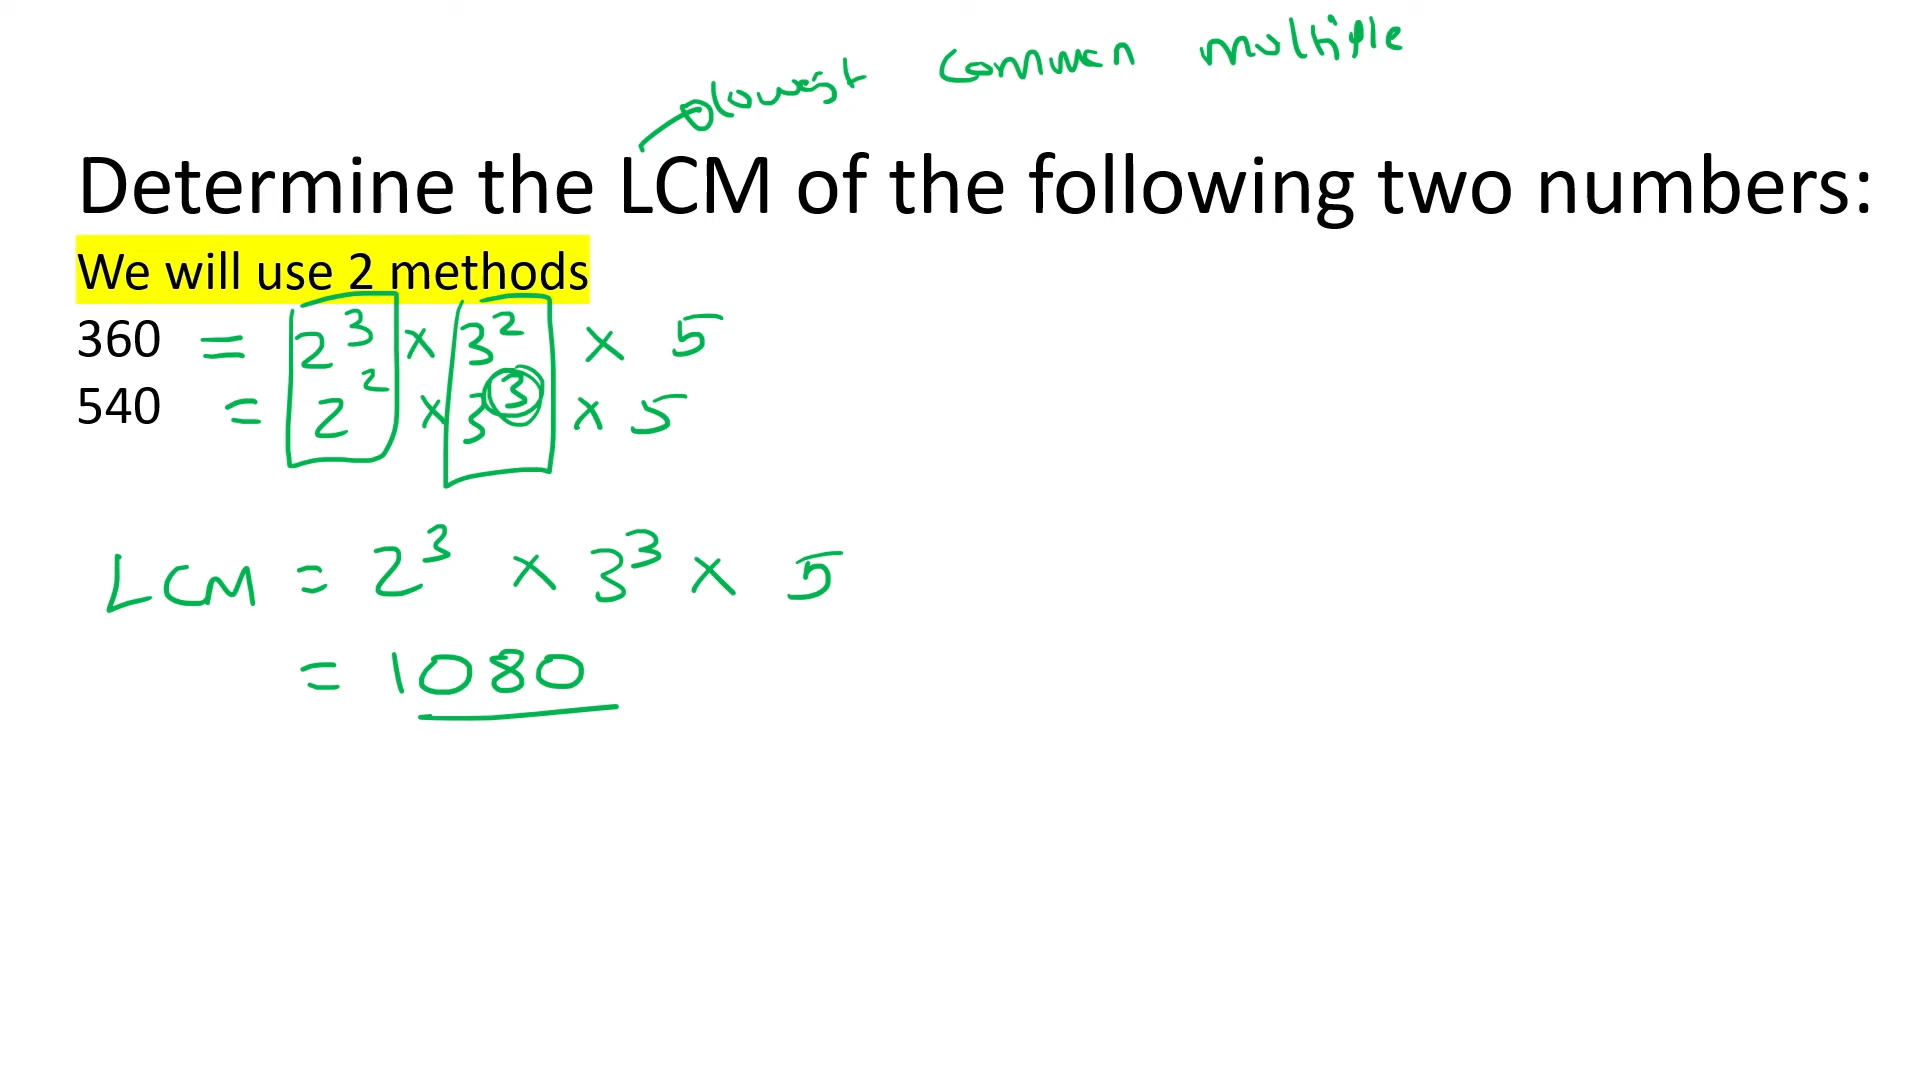 lowest common multiple
Determine the LCM of the following two numbers:
We will use 2 methods
360 = 2³ × 3² × 5
540 = 2² × 3³ × 5
LCM = 2³ × 3³ × 5
= 1080